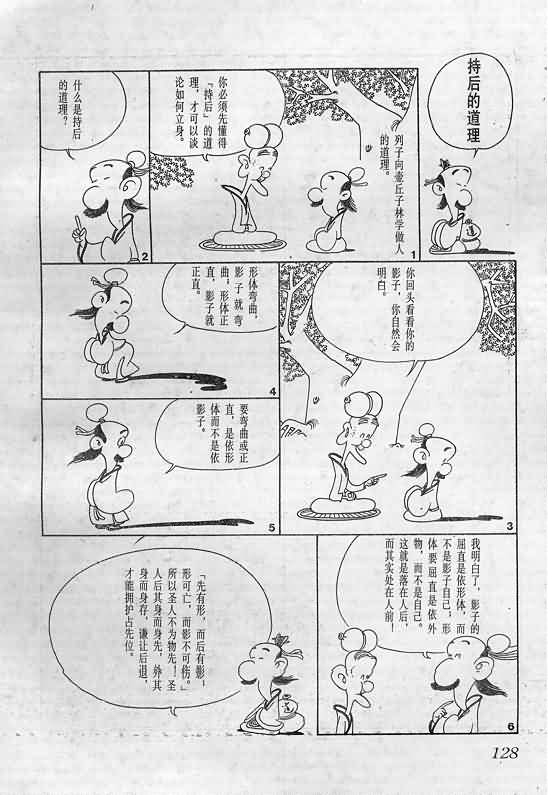 持后的道理
列子向壶丘子林学做人
的道理。
1
你必须先懂得
『持后』的道
理，才可以谈
论如何立身。
什么是持后
的道理？
2
你回头看看你的
影子，你自然会
明白。
3
形体弯曲，
影子就弯
曲；形体正
直，影子就
正直。
4
要弯曲或正
直，是依形
体而不是依
影子。
5
我明白了，影子的
屈直是依形体，而
不是影子自己；形
体要屈直是依外
物，而不是自己。
这就是落在人后，
而其实处在人前！
6
「先有形，而后有影；
形可亡，而影不可伤。」
所以圣人不为物先！圣
人后其身而身先，外其
身而身存，谦让后退，
才能拥护占先位。
道
道
128